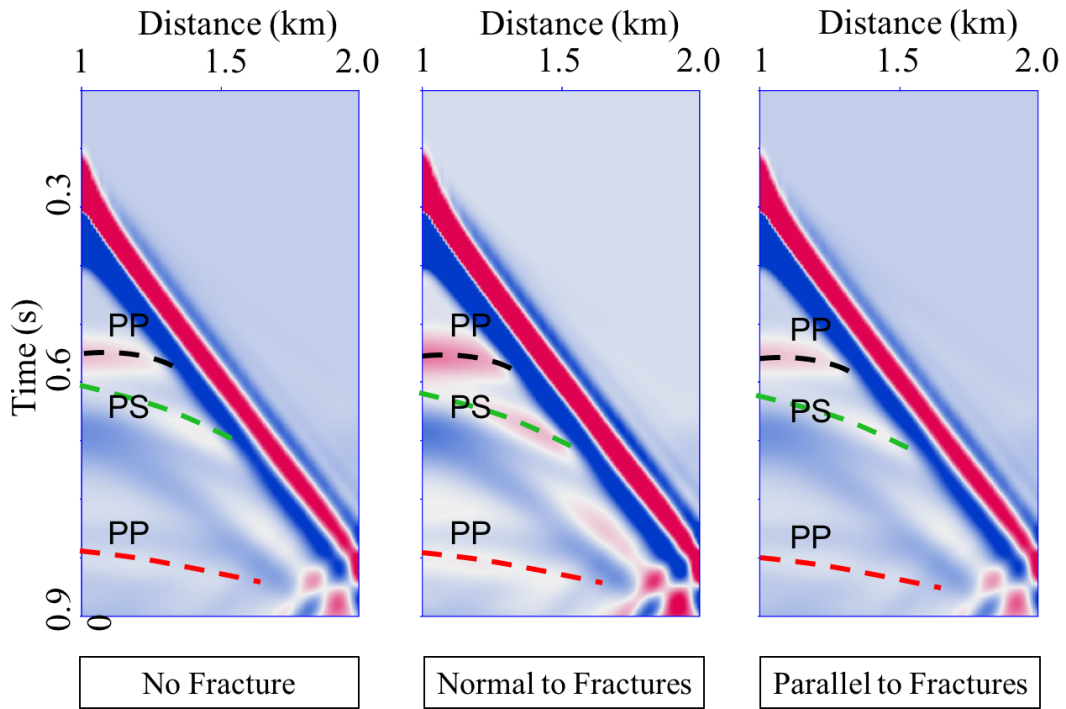 Distance (km)
1 1.5 2.0
Distance (km)
1 1.5 2.0
Distance (km)
1 1.5 2.0
Time (s)
0.3
0.6
0.9
0
PP
PS
PP
PP
PS
PP
PP
PS
PP
No Fracture
Normal to Fractures
Parallel to Fractures